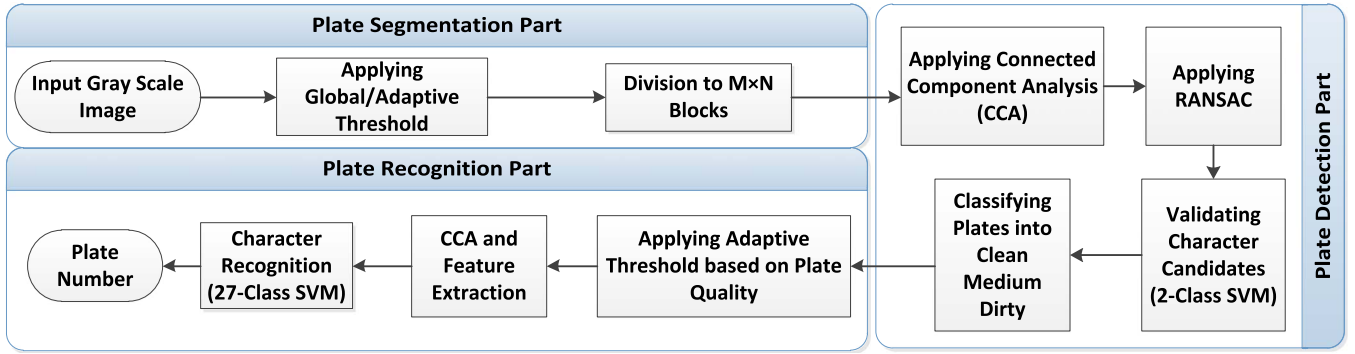 Plate Segmentation Part
Input Gray Scale
Image
Applying
Global/Adaptive
Threshold
Division to M×N
Blocks
Plate Detection Part
Applying Connected
Component Analysis
(CCA)
Applying
RANSAC
Validating
Character
Candidates
(2-Class SVM)
Classifying
Plates into
Clean
Medium
Dirty
Plate Recognition Part
Applying Adaptive
Threshold based on Plate
Quality
CCA and
Feature
Extraction
Character
Recognition
(27-Class SVM)
Plate
Number